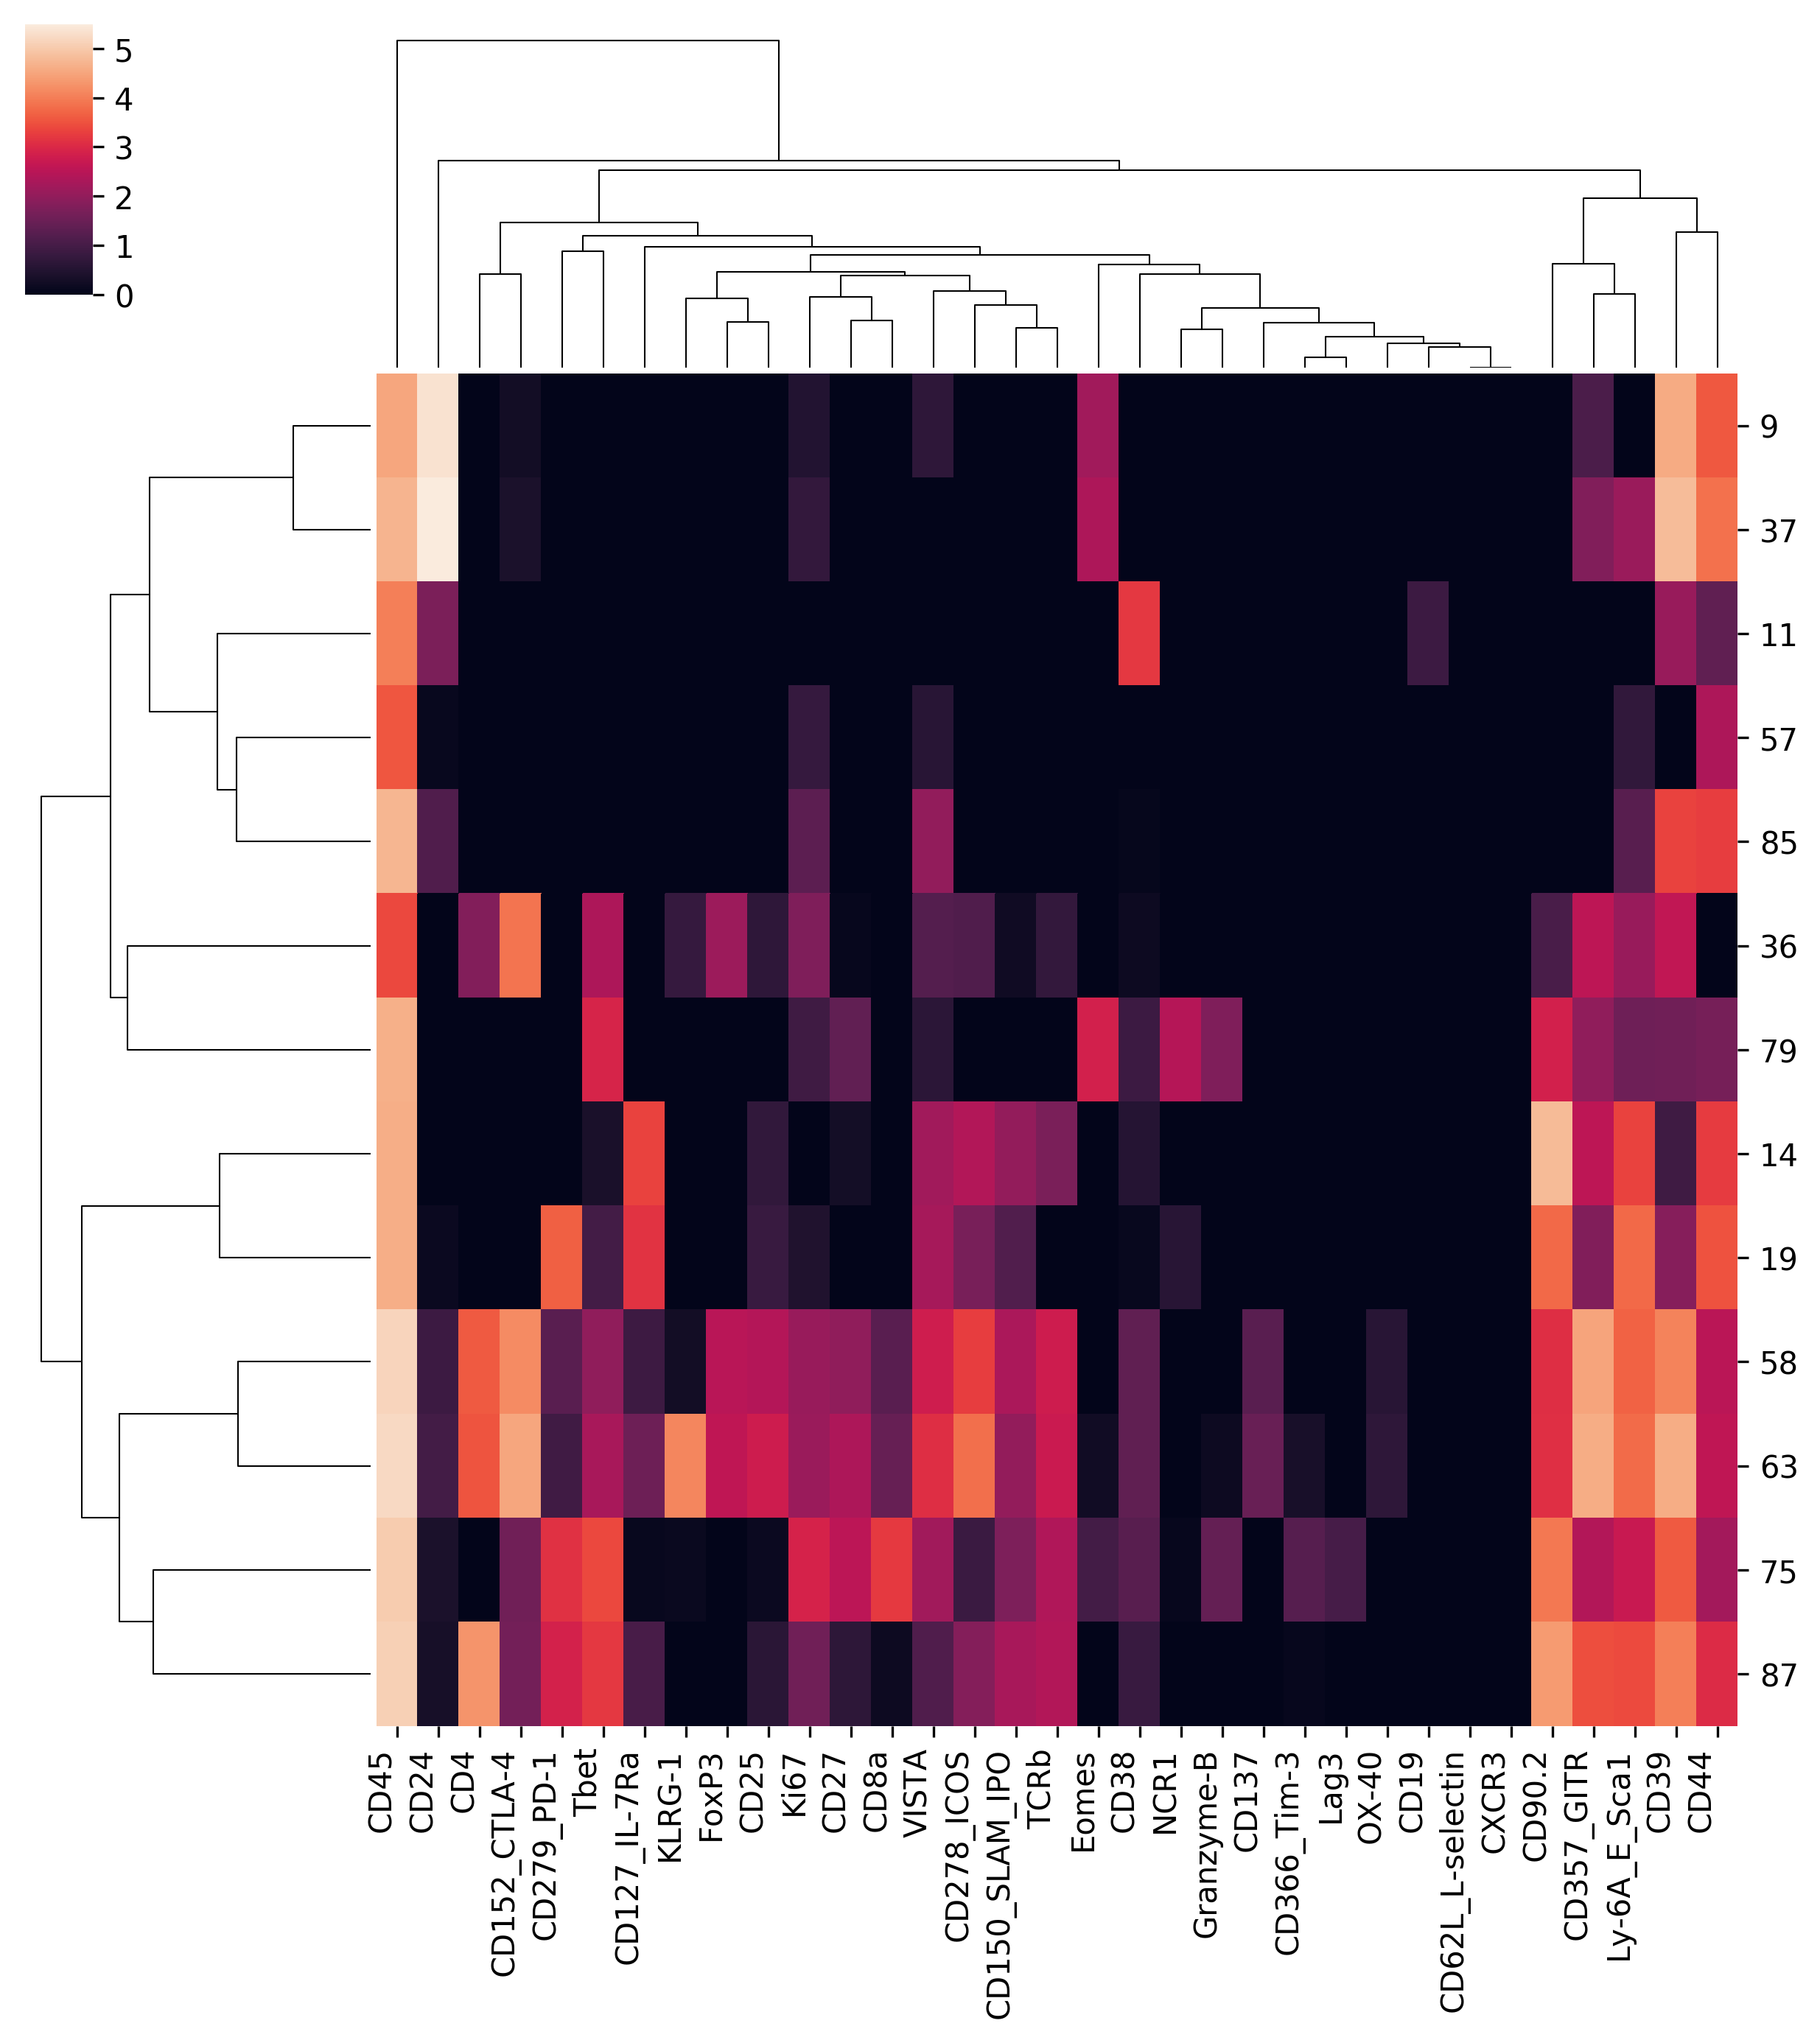 5
4
3
2
1
0
9
37
11
57
85
36
79
14
19
58
63
75
87
CD45
CD24
CD4
CD152_CTLA-4
CD279_PD-1
Tbet
CD127_IL-7Ra
KLRG-1
FoxP3
CD25
Ki67
CD27
CD8a
VISTA
CD278_ICOS
CD150_SLAM_IPO
TCRb
Eomes
CD38
NCR1
Granzyme-B
CD137
CD366_Tim-3
Lag3
OX-40
CD19
CD62L_L-selectin
CXCR3
CD90.2
CD357_GITR
Ly-6A_E_Sca1
CD39
CD44